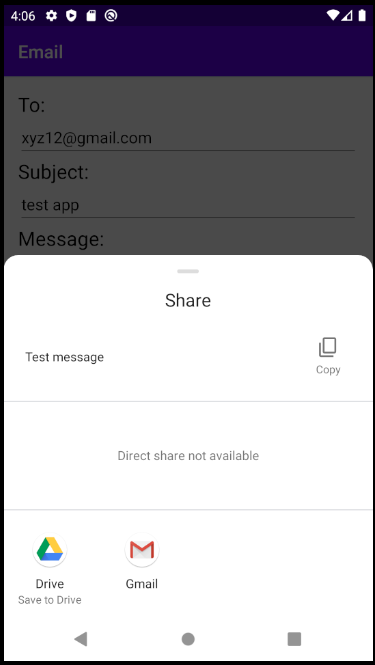 4:06
Email
To:
xyz12@gmail.com
Subject:
test app
Message:
Share
Test message
Copy
Direct share not available
Drive
Save to Drive
Gmail